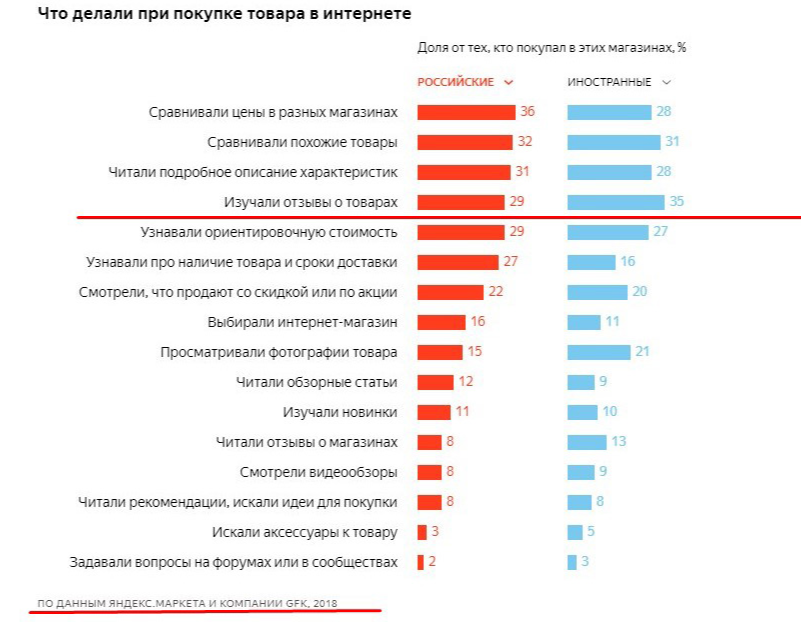 Что делали при покупке товара в интернете
Доля от тех, кто покупал в этих магазинах, %
РОССИЙСКИЕ ИНОСТРАННЫЕ
Сравнивали цены в разных магазинах 36 28
Сравнивали похожие товары 32 31
Читали подробное описание характеристик 31 28
Изучали отзывы о товарах 29 35
Узнавали ориентировочную стоимость 29 27
Узнавали про наличие товара и сроки доставки 27 16
Смотрели, что продают со скидкой или по акции 22 20
Выбирали интернет-магазин 16 11
Просматривали фотографии товара 15 21
Читали обзорные статьи 12 9
Изучали новинки 11 10
Читали отзывы о магазинах 8 13
Смотрели видеообзоры 8 9
Читали рекомендации, искали идеи для покупки 8 8
Искали аксессуары к товару 3 5
Задавали вопросы на форумах или в сообществах 2 3
ПО ДАННЫМ ЯНДЕКС.МАРКЕТА И КОМПАНИИ GFK, 2018